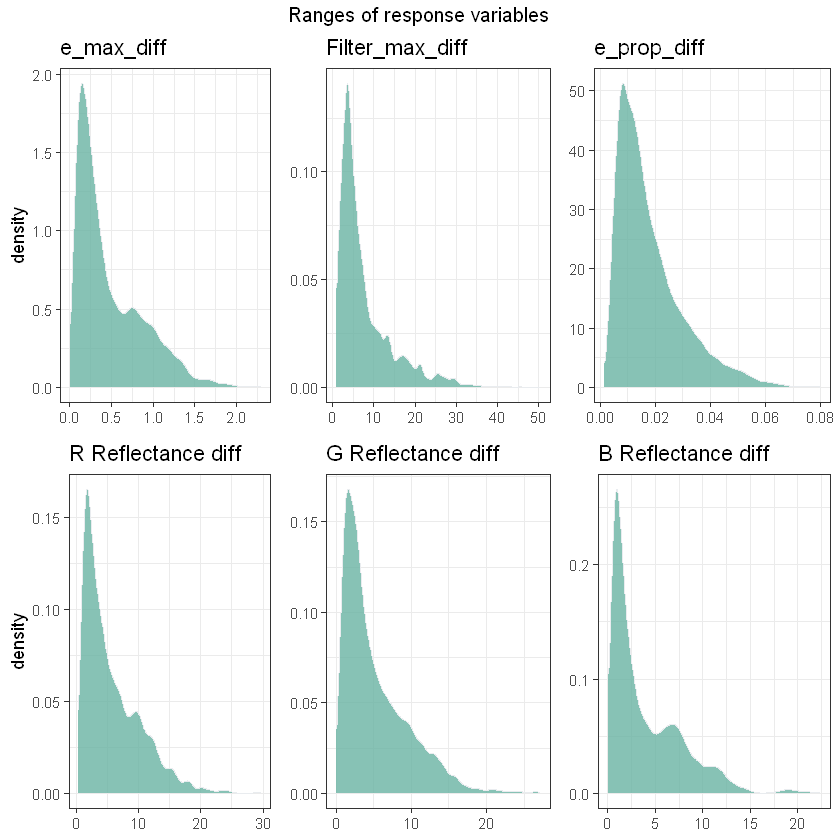 Ranges of response variables
e_max_diff Filter_max_diff e_prop_diff
2.0
1.5
1.0
0.5
0.0
density
0.10
0.05
0.00
50
40
30
20
10
0
0.0 0.5 1.0 1.5 2.0
0 10 20 30 40 50
0.00 0.02 0.04 0.06 0.08
R Reflectance diff G Reflectance diff B Reflectance diff
0.15
0.10
0.05
0.00
density
0.15
0.10
0.05
0.00
0.2
0.1
0.0
0 10 20 30
0 10 20
0 5 10 15 20